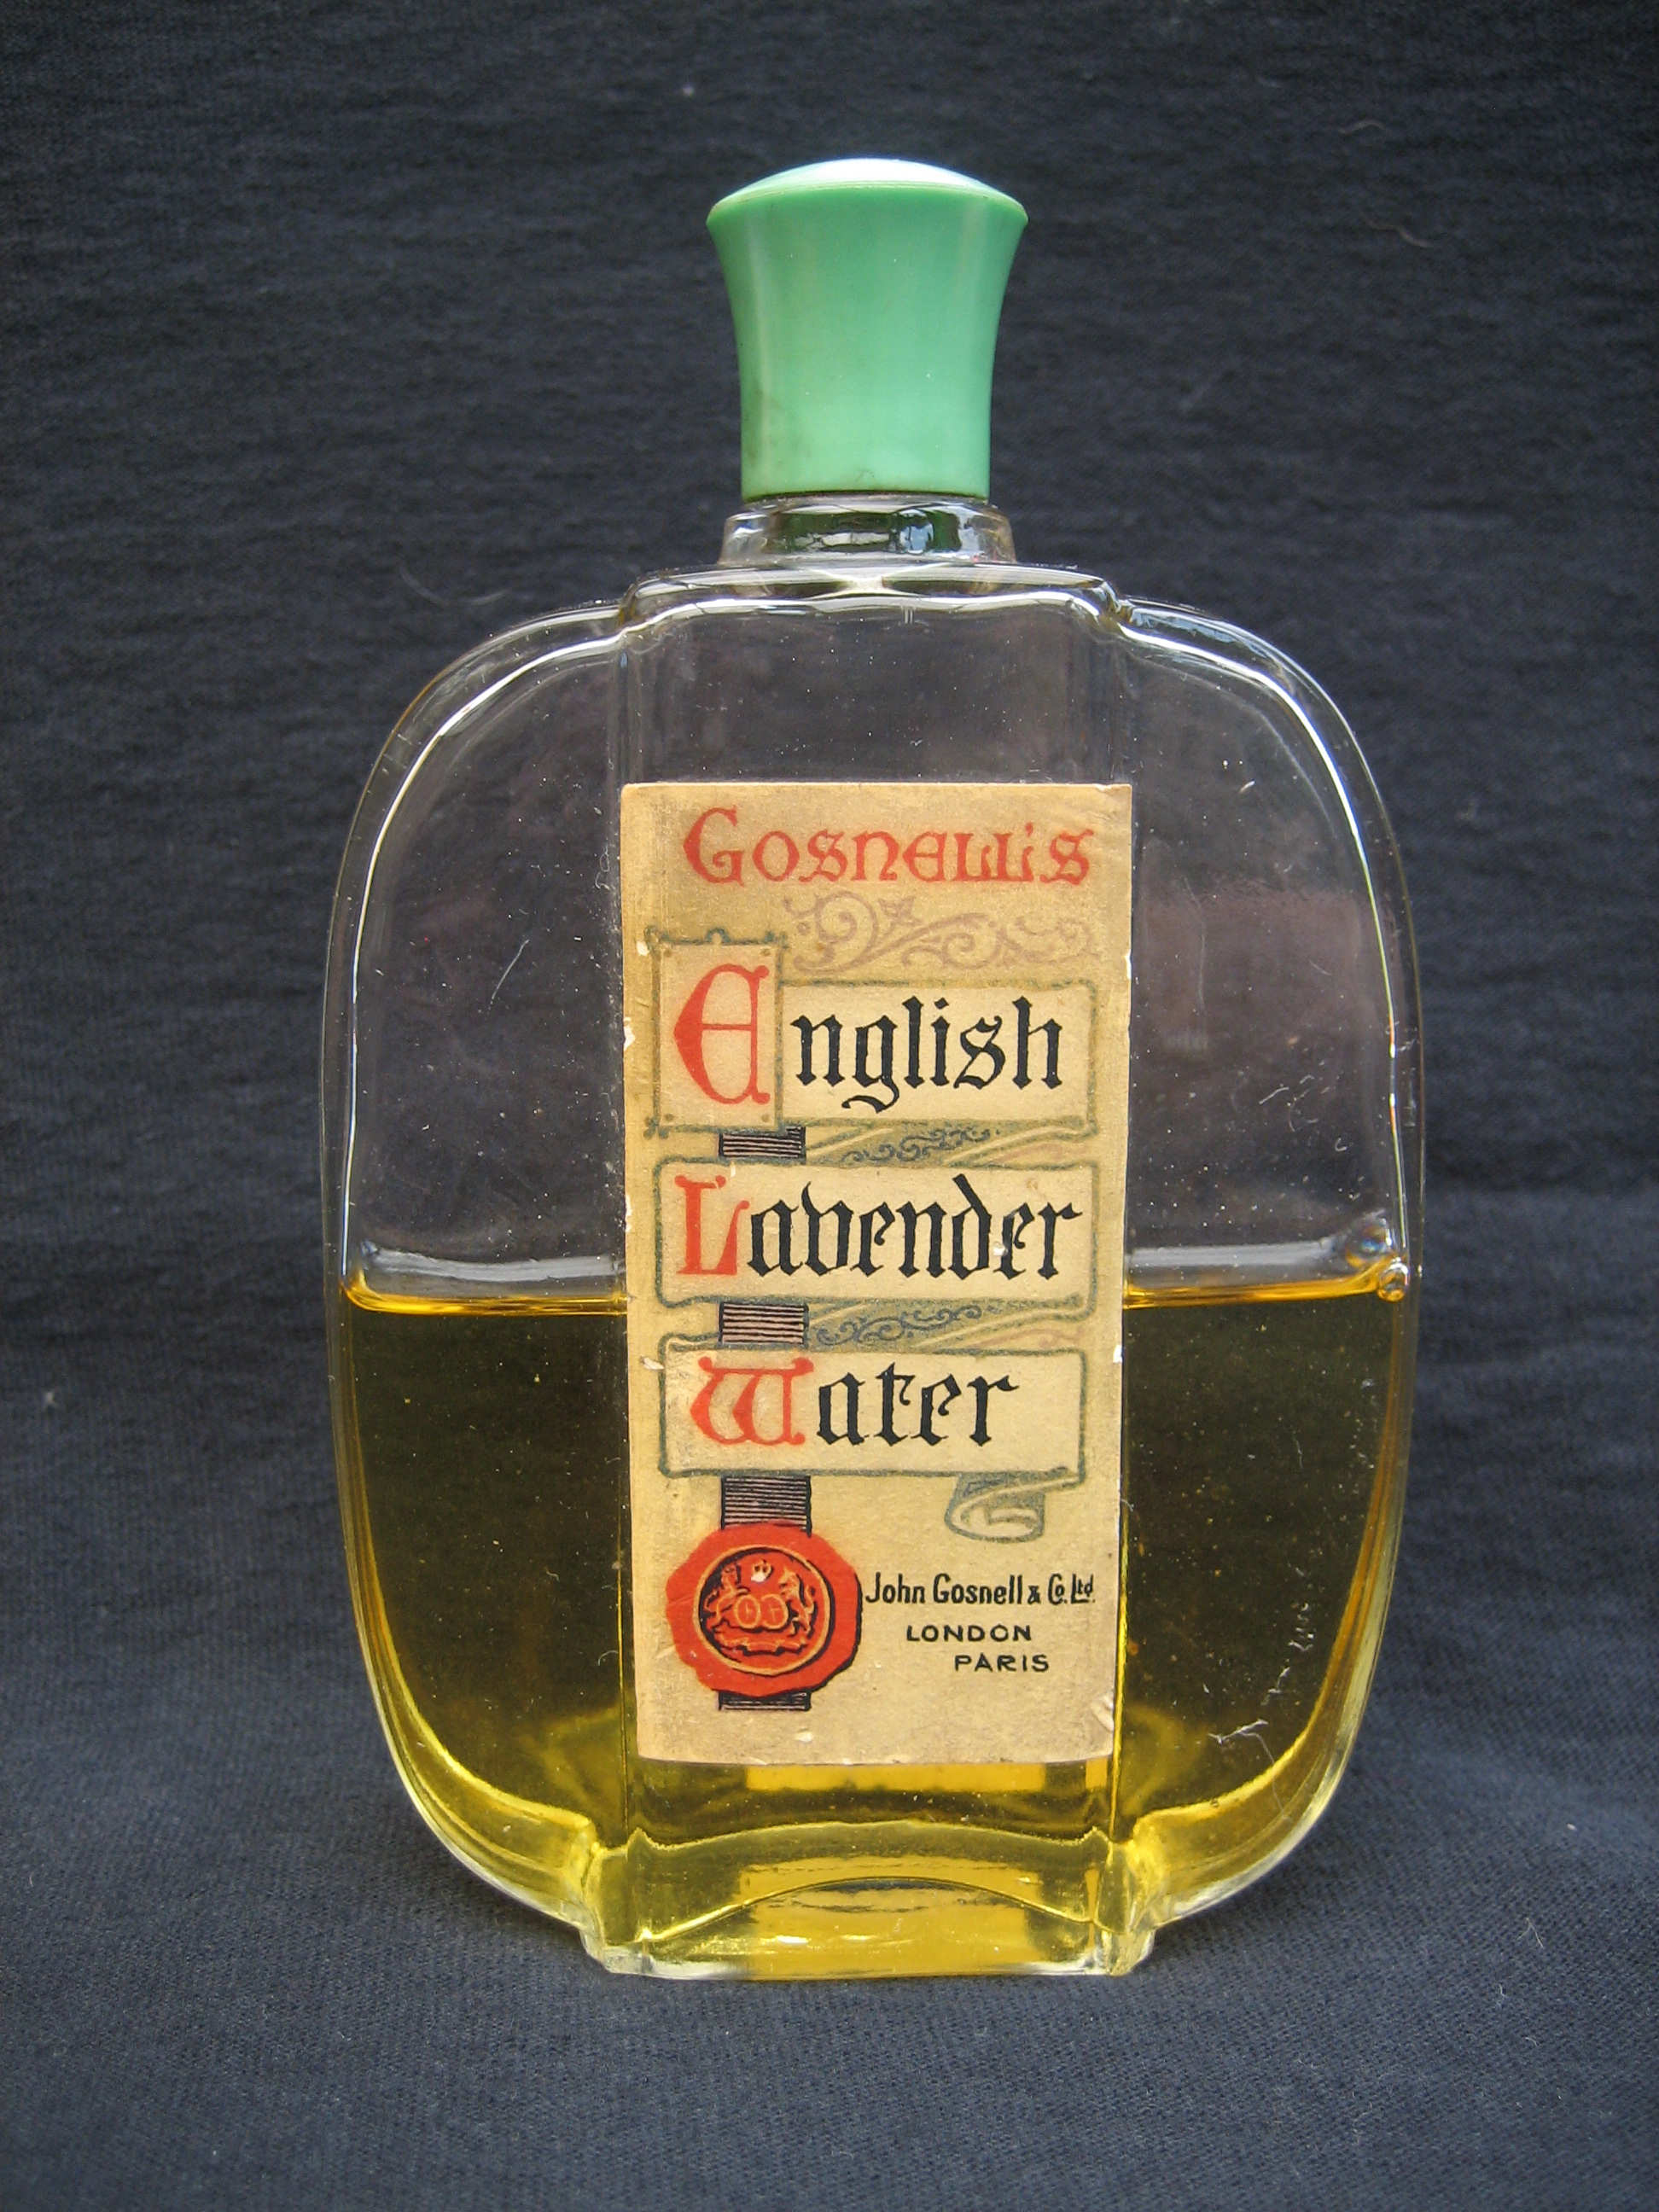 Gosnell's
English
Lavender
Water
John Gosnell & Co. Ltd.
LONDON
PARIS